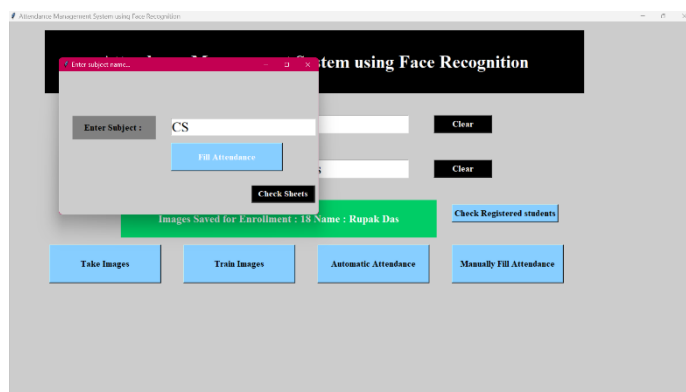 Attendance Management System using Face Recognition
stem using Face Recognition
Enter subject name...
Enter Subject :
CS
Fill Attendance
Check Sheets
Clear
s
Clear
Images Saved for Enrollment : 18 Name : Rupak Das
Check Registered students
Take Images
Train Images
Automatic Attendance
Manually Fill Attendance